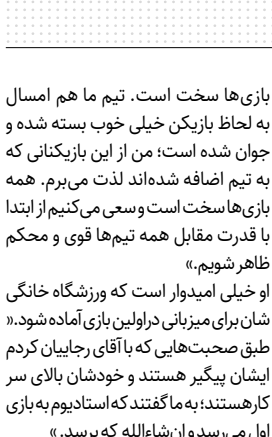 بازی‌ها سخت است. تیم ما هم امسال
به لحاظ بازیکن خیلی خوب بسته شده و
جوان شده است؛ من از این بازیکنانی که
به تیم اضافه شده‌اند لذت می‌برم. همه
بازی‌ها سخت است و سعی می‌کنیم از ابتدا
با قدرت مقابل همه تیم‌ها قوی و محکم
ظاهر شویم.»
او خیلی امیدوار است که ورزشگاه خانگی
شان برای میزبانی دراولین بازی آماده شود.«
طبق صحبت‌هایی که با آقای رجاییان کردم
ایشان پیگیر هستند و خودشان بالای سر
کارهستند؛ به ما گفتند که استادیوم به بازی
اول می‌رسد و ان‌شاءالله که برسد.»